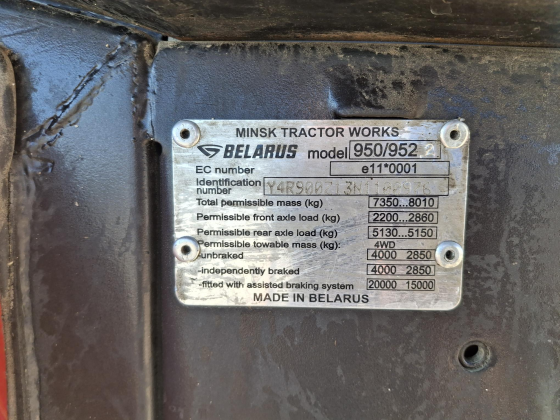 MINSK TRACTOR WORKS
BELARUS model 950/952
EC number e11*0001
Identification number
Total permissible mass (kg) 7350...8010
Permissible front axle load (kg) 2200...2860
Permissible rear axle load (kg) 5130...5150
Permissible towable mass (kg): 4WD
-unbraked 4000 2850
-independently braked 4000 2850
-fitted with assisted braking system 20000 15000
MADE IN BELARUS